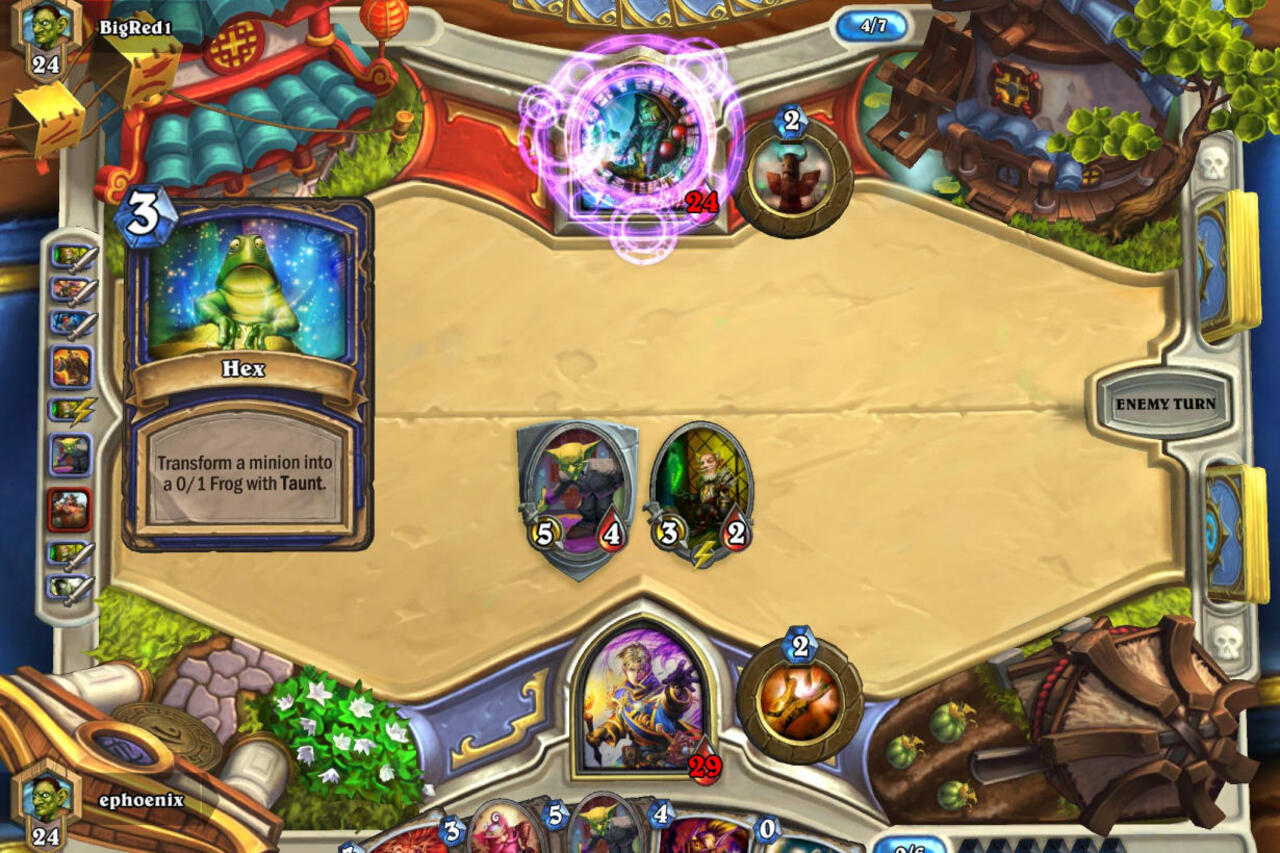 BigRed1
24
4/7
2
24
3
Hex
Transform a minion into
a 0/1 Frog with Taunt.
ENEMY TURN
5
4
3
2
2
29
ephoenix
24
3
5
4
0